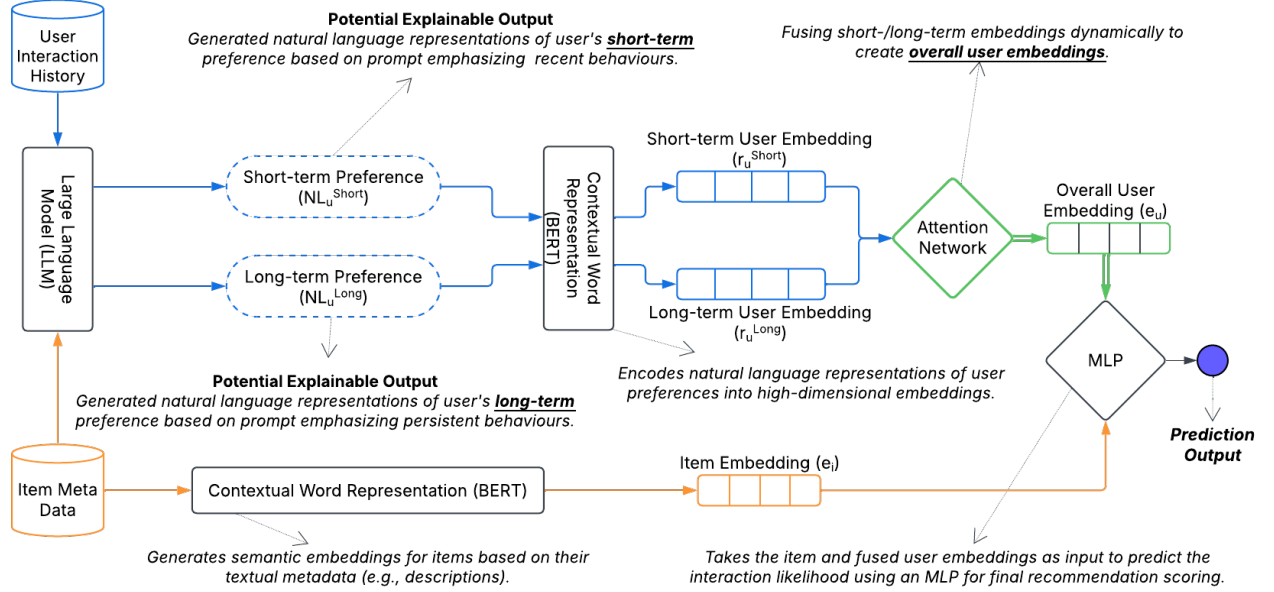 User
Interaction
History
Potential Explainable Output
Generated natural language representations of user's short-term
preference based on prompt emphasizing recent behaviours.
Fusing short-/long-term embeddings dynamically to
create overall user embeddings.
Large Language
Model (LLM)
Short-term Preference
(NLuShort)
Long-term Preference
(NLuLong)
Contextual Word
Representation
(BERT)
Short-term User Embedding
(ruShort)
Long-term User Embedding
(ruLong)
Attention
Network
Overall User
Embedding (eu)
MLP
Prediction
Output
Potential Explainable Output
Generated natural language representations of user's long-term
preference based on prompt emphasizing persistent behaviours.
Encodes natural language representations of user
preferences into high-dimensional embeddings.
Item Meta
Data
Contextual Word Representation (BERT)
Item Embedding (ei)
Generates semantic embeddings for items based on their
textual metadata (e.g., descriptions).
Takes the item and fused user embeddings as input to predict the
interaction likelihood using an MLP for final recommendation scoring.